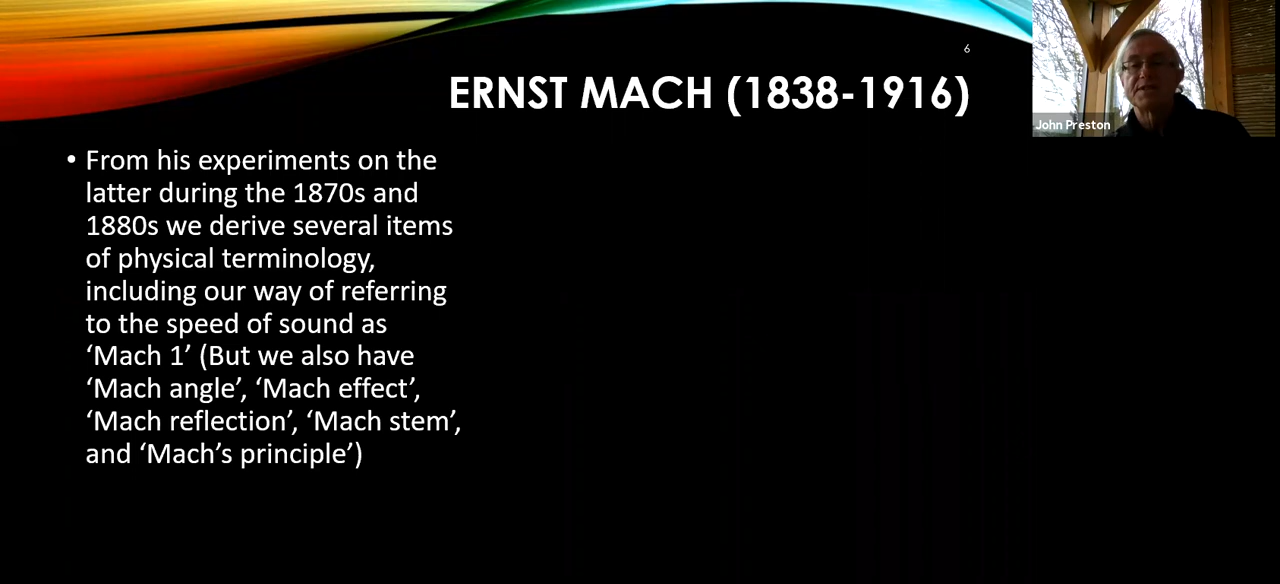 6
ERNST MACH (1838-1916)
John Preston
• From his experiments on the
latter during the 1870s and
1880s we derive several items
of physical terminology,
including our way of referring
to the speed of sound as
‘Mach 1’ (But we also have
‘Mach angle’, ‘Mach effect’,
‘Mach reflection’, ‘Mach stem’,
and ‘Mach’s principle’)